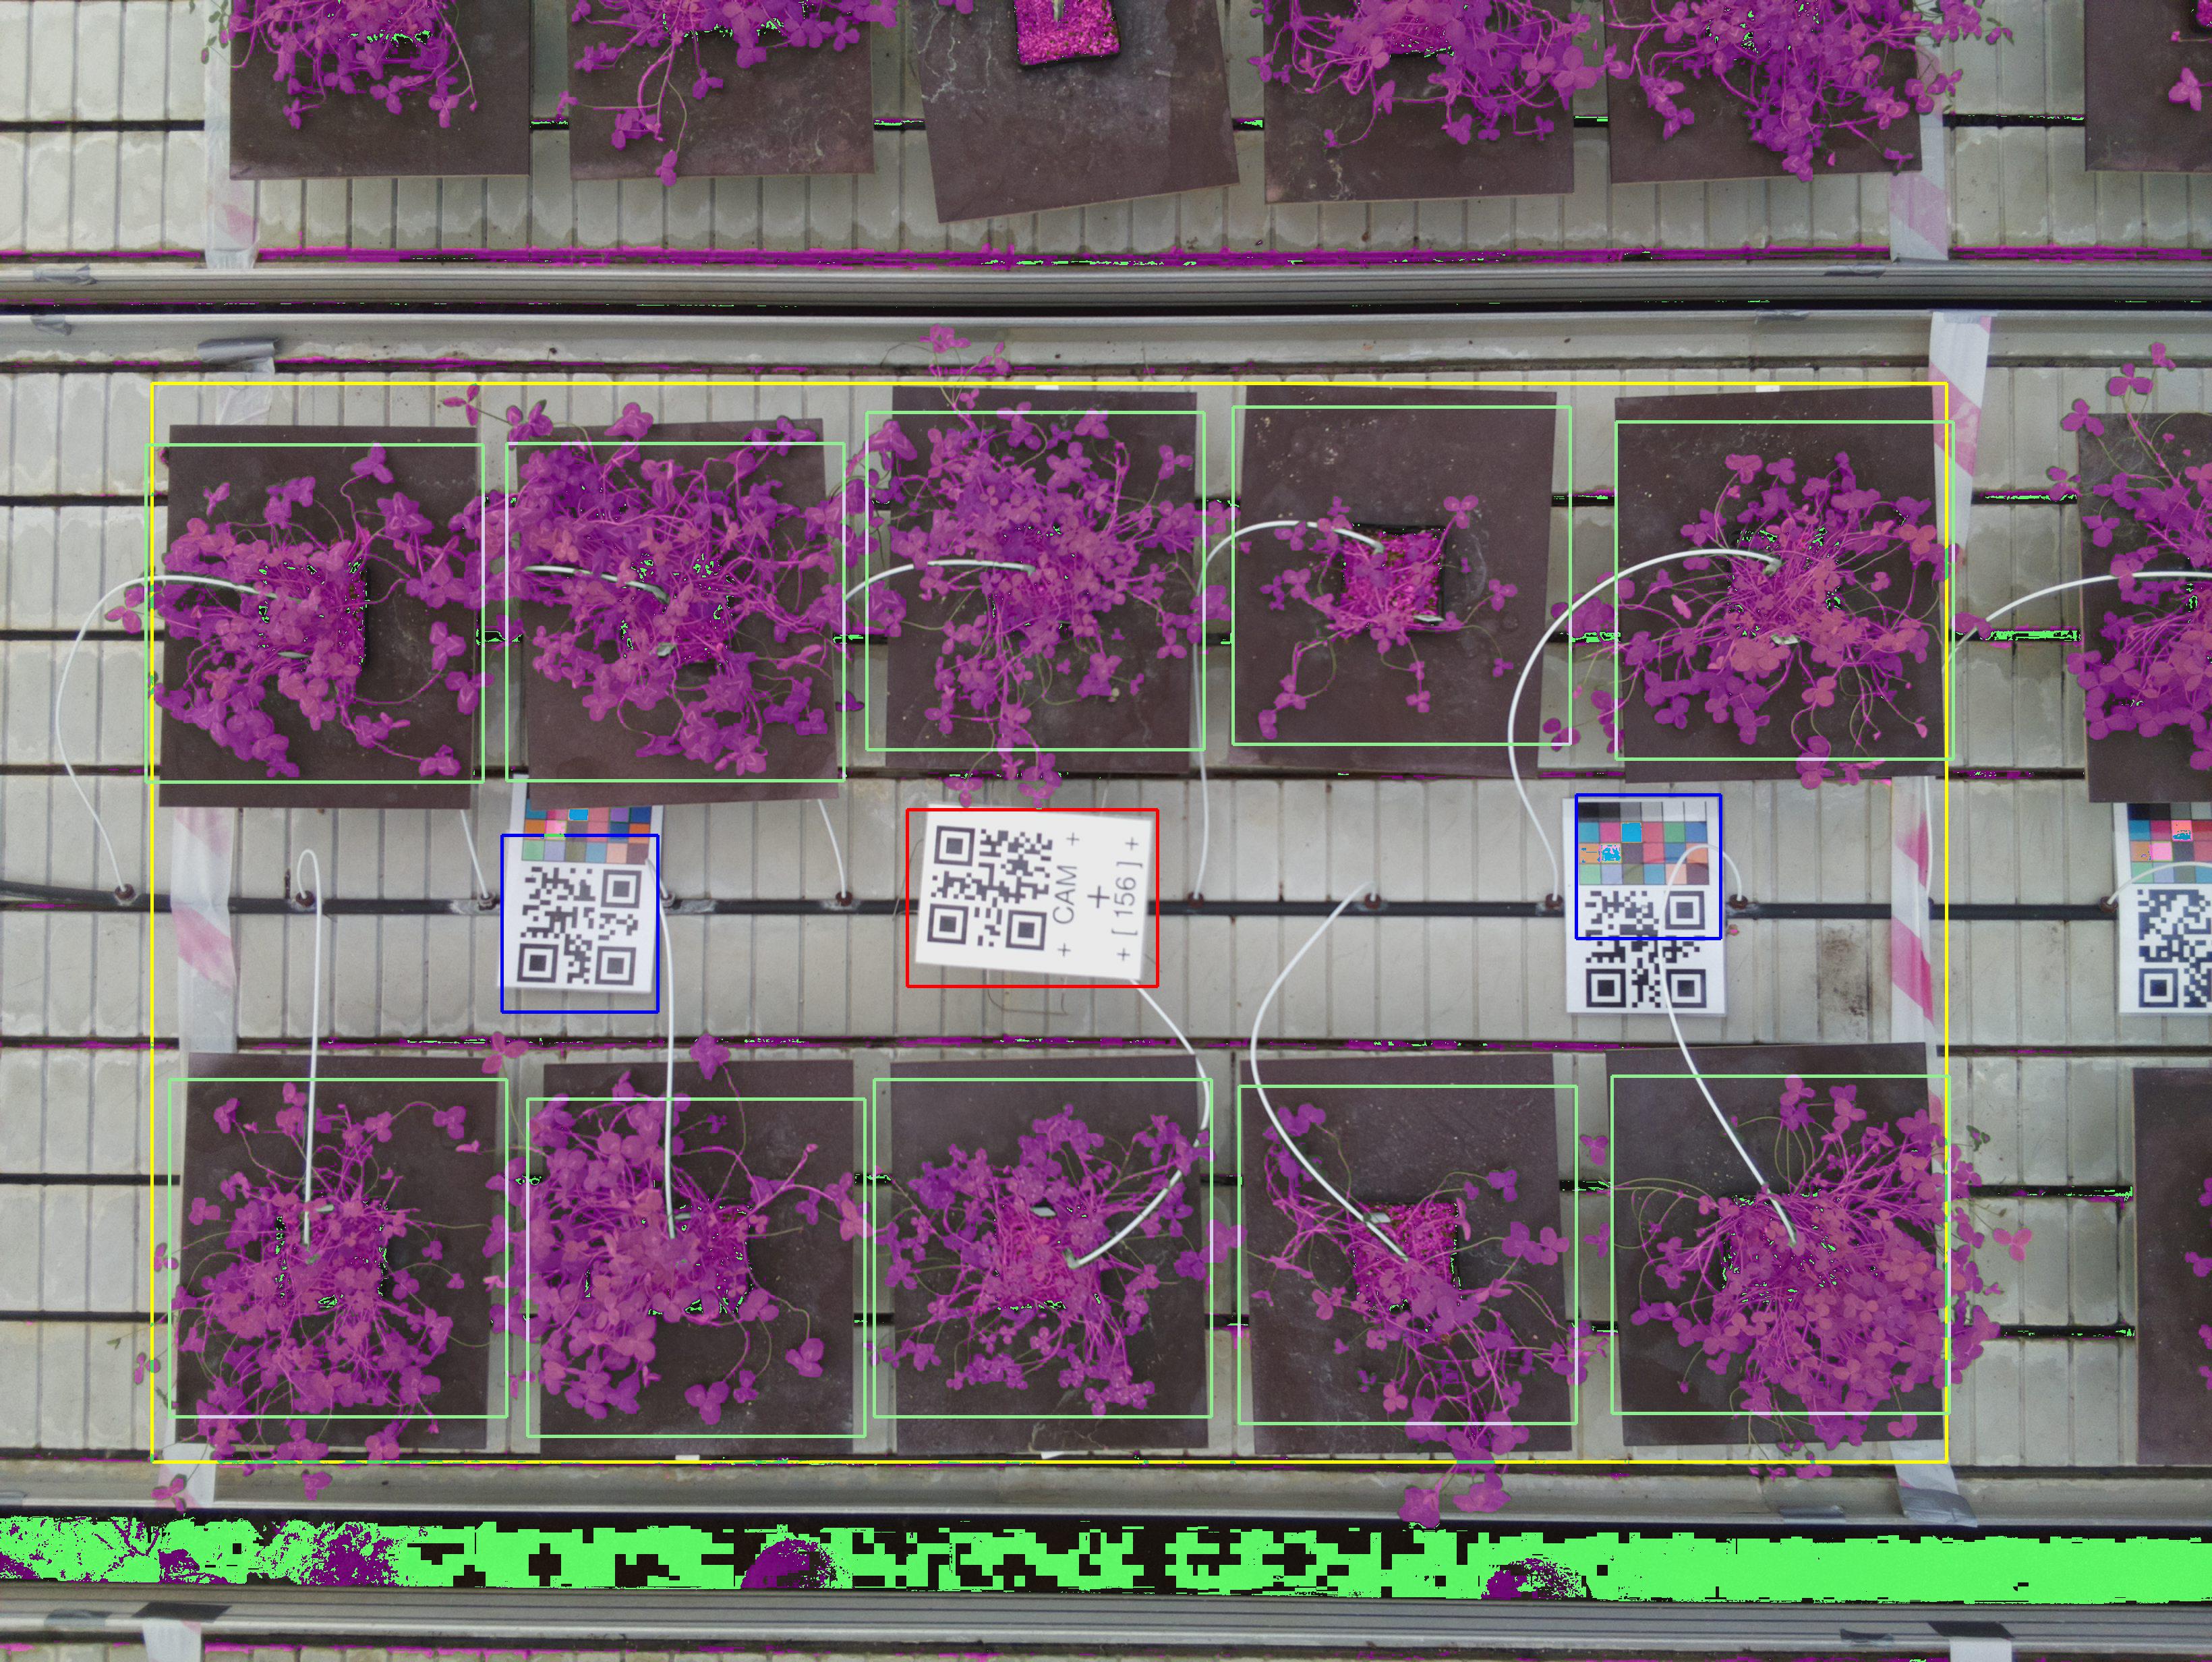 + CAM +
+
+ [ 156 ] +